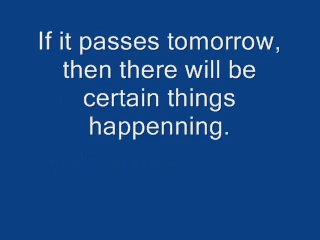 If it passes tomorrow,
then there will be
certain things
happenning.